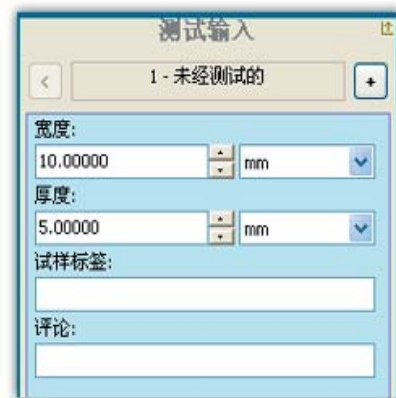 测试输入
< 1 - 未经测试的 +
宽度:
10.00000 mm
厚度:
5.00000 mm
试样标签:
评论: